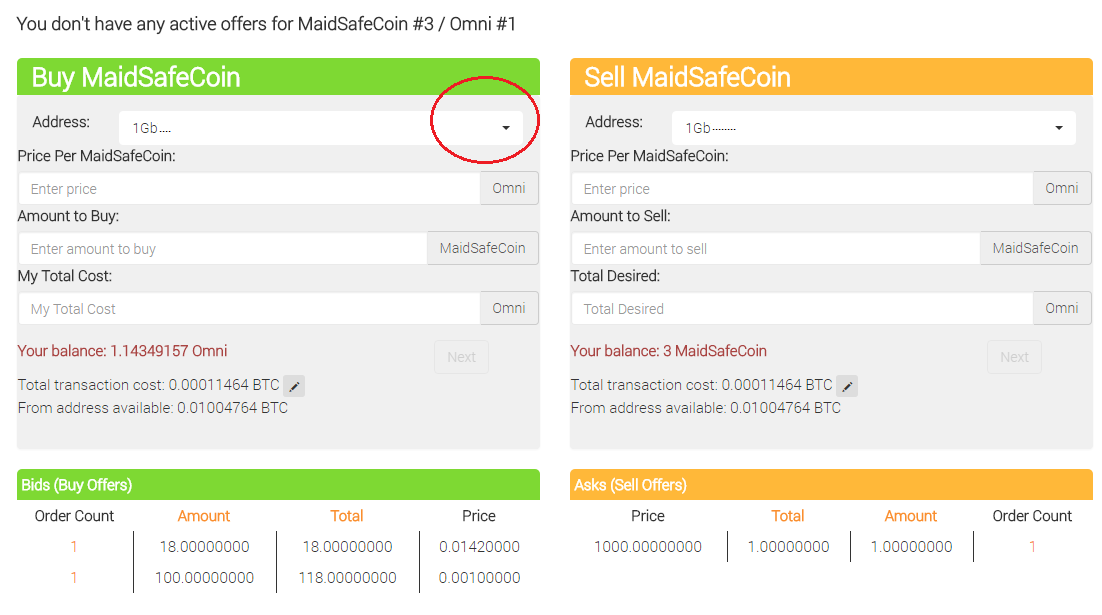 You don't have any active offers for MaidSafeCoin #3 / Omni #1
Buy MaidSafeCoin
Address:
1Gb....
Price Per MaidSafeCoin:
Enter price
Omni
Amount to Buy:
Enter amount to buy
MaidSafeCoin
My Total Cost:
My Total Cost
Omni
Your balance: 1.14349157 Omni
Next
Total transaction cost: 0.00011464 BTC
From address available: 0.01004764 BTC
Sell MaidSafeCoin
Address:
1Gb........
Price Per MaidSafeCoin:
Enter price
Omni
Amount to Sell:
Enter amount to sell
MaidSafeCoin
Total Desired:
Total Desired
Omni
Your balance: 3 MaidSafeCoin
Next
Total transaction cost: 0.00011464 BTC
From address available: 0.01004764 BTC
Bids (Buy Offers)
Order Count Amount Total Price
1 18.00000000 18.00000000 0.01420000
1 100.00000000 118.00000000 0.00100000
Asks (Sell Offers)
Price Total Amount Order Count
1000.00000000 1.00000000 1.00000000 1